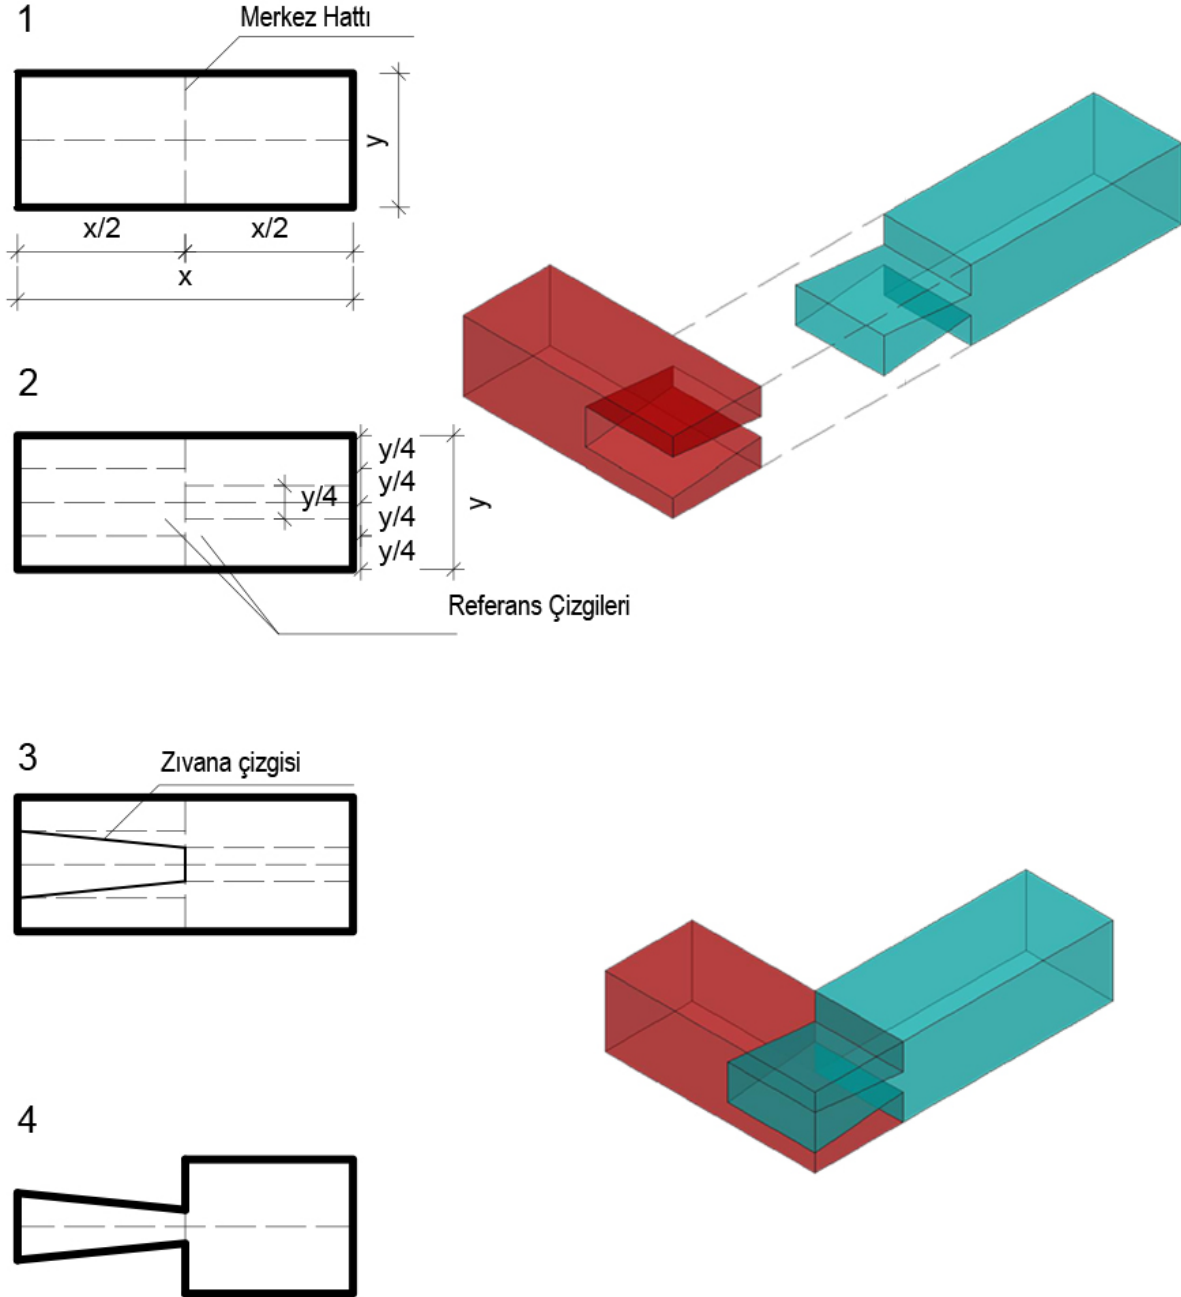 1
Merkez Hattı
y
x/2
x/2
x
2
y/4
y/4
y/4
y/4
y/4
y
Referans Çizgileri
3
Zıvana çizgisi
4